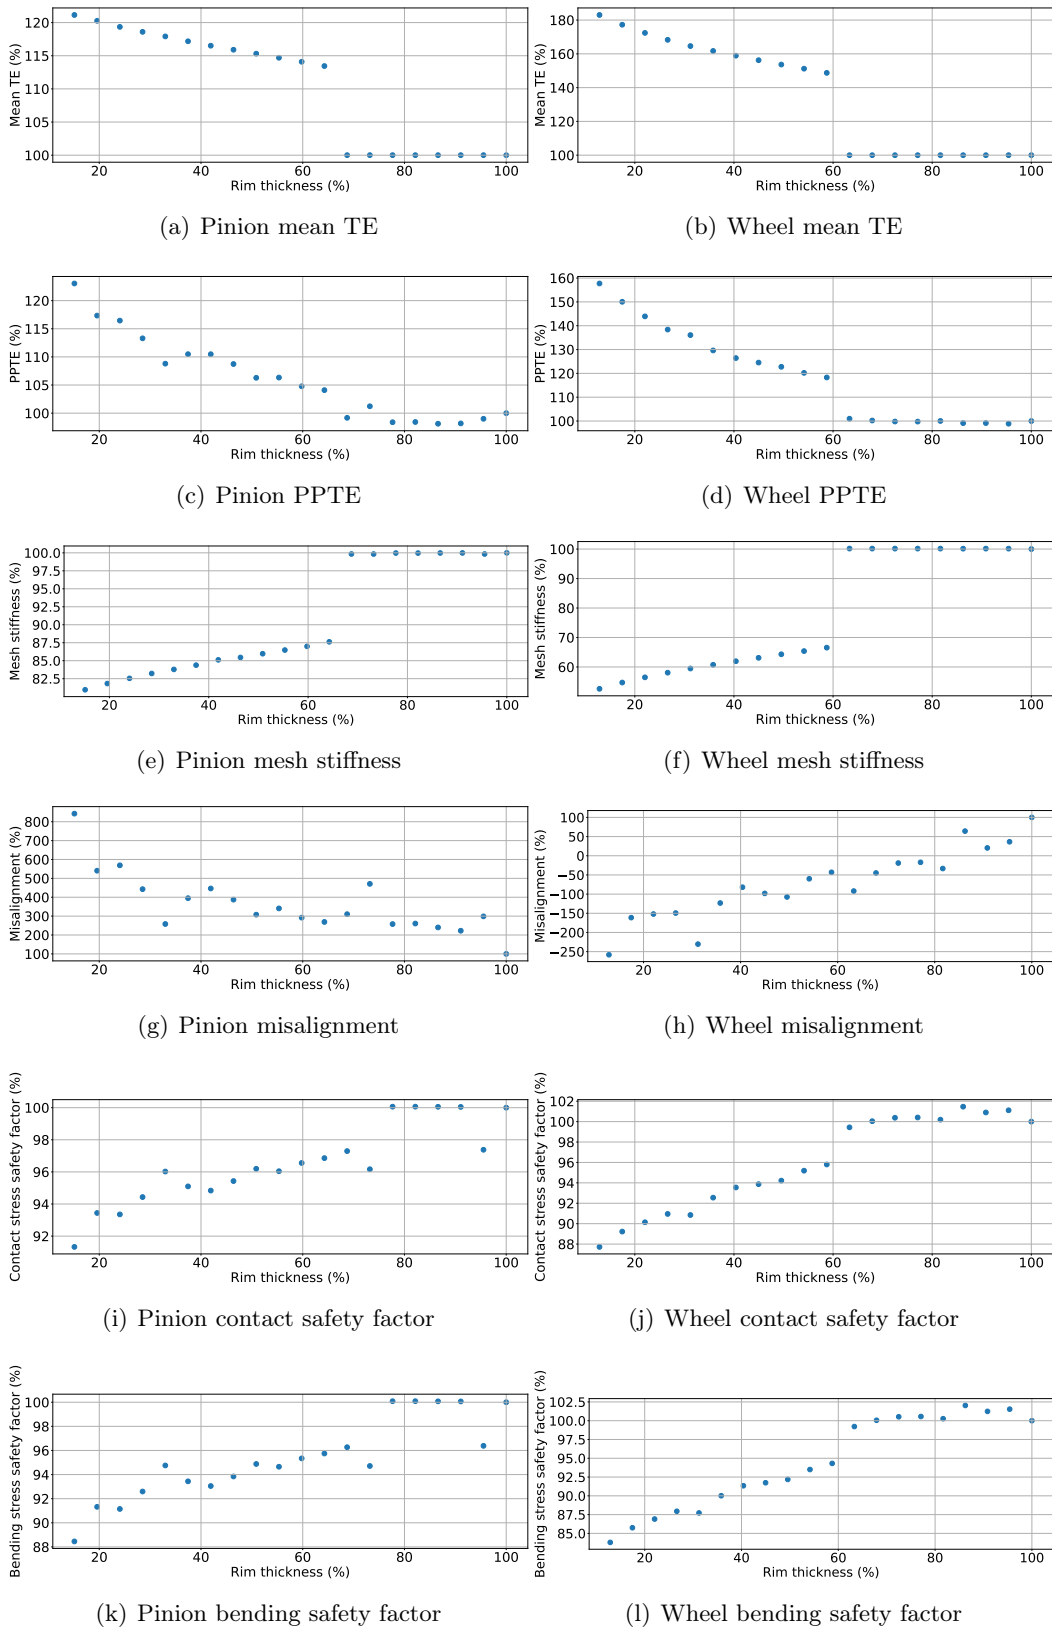 120
115
110
105
100
Mean TE (%)
20 40 60 80 100
Rim thickness (%)
(a) Pinion mean TE
180
160
140
120
100
Mean TE (%)
20 40 60 80 100
Rim thickness (%)
(b) Wheel mean TE
120
115
110
105
100
PPTE (%)
20 40 60 80 100
Rim thickness (%)
(c) Pinion PPTE
160
150
140
130
120
110
100
PPTE (%)
20 40 60 80 100
Rim thickness (%)
(d) Wheel PPTE
100.0
97.5
95.0
92.5
90.0
87.5
85.0
82.5
Mesh stiffness (%)
20 40 60 80 100
Rim thickness (%)
(e) Pinion mesh stiffness
100
90
80
70
60
Mesh stiffness (%)
20 40 60 80 100
Rim thickness (%)
(f) Wheel mesh stiffness
800
700
600
500
400
300
200
100
Misalignment (%)
20 40 60 80 100
Rim thickness (%)
(g) Pinion misalignment
100
50
0
−50
−100
−150
−200
−250
Misalignment (%)
20 40 60 80 100
Rim thickness (%)
(h) Wheel misalignment
100
98
96
94
92
Contact stress safety factor (%)
20 40 60 80 100
Rim thickness (%)
(i) Pinion contact safety factor
102
100
98
96
94
92
90
88
Contact stress safety factor (%)
20 40 60 80 100
Rim thickness (%)
(j) Wheel contact safety factor
100
98
96
94
92
90
88
Bending stress safety factor (%)
20 40 60 80 100
Rim thickness (%)
(k) Pinion bending safety factor
102.5
100.0
97.5
95.0
92.5
90.0
87.5
85.0
Bending stress safety factor (%)
20 40 60 80 100
Rim thickness (%)
(l) Wheel bending safety factor